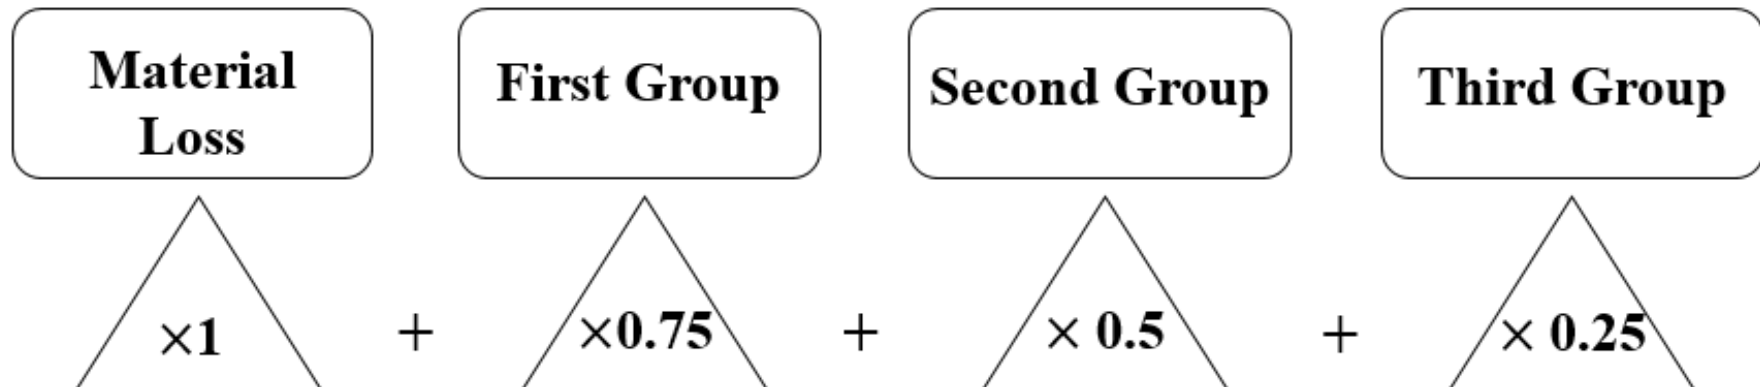 Material
Loss
First Group
Second Group
Third Group
×1 + ×0.75 + × 0.5 + × 0.25